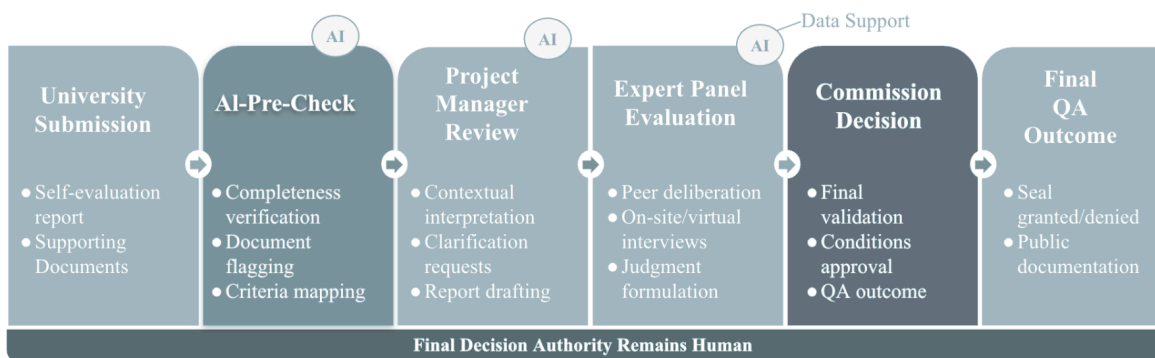 AI
AI
AI
Data Support
University
Submission
● Self-evaluation
report
● Supporting
Documents
AI-Pre-Check
● Completeness
verification
● Document
flagging
● Criteria mapping
Project
Manager
Review
● Contextual
interpretation
● Clarification
requests
● Report drafting
Expert Panel
Evaluation
● Peer deliberation
● On-site/virtual
interviews
● Judgment
formulation
Commission
Decision
● Final
validation
● Conditions
approval
● QA outcome
Final
QA
Outcome
● Seal
granted/denied
● Public
documentation
Final Decision Authority Remains Human